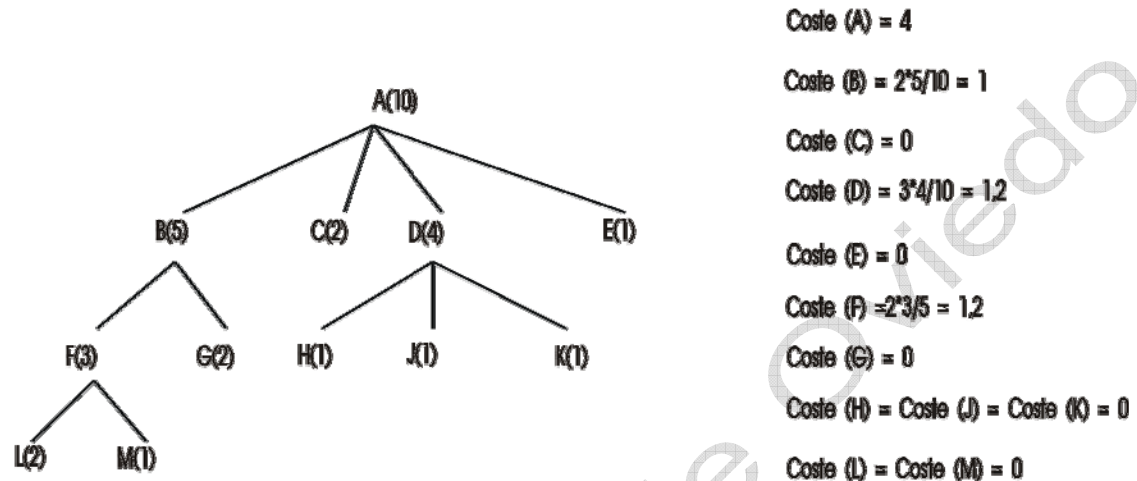 A(10)
B(5) C(2) D(4) E(1)
F(3) G(2) H(1) J(1) K(1)
L(2) M(1)
Coste (A) = 4
Coste (B) = 2*5/10 = 1
Coste (C) = 0
Coste (D) = 3*4/10 = 1,2
Coste (E) = 0
Coste (F) =2*3/5 = 1,2
Coste (G) = 0
Coste (H) = Coste (J) = Coste (K) = 0
Coste (L) = Coste (M) = 0
e Oviedo